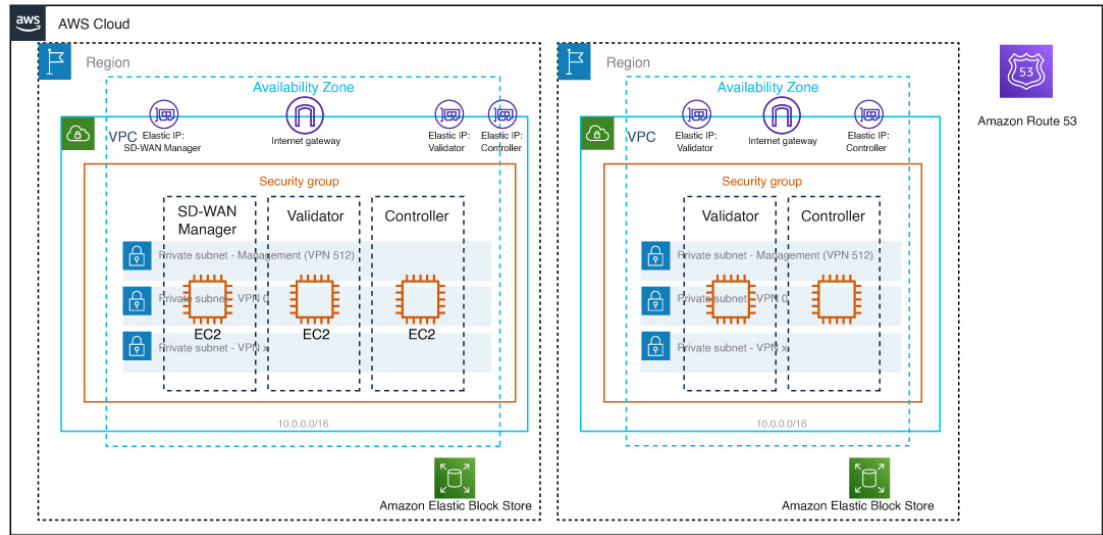 aws
AWS Cloud
Region
Availability Zone
VPC
Elastic IP:
SD-WAN Manager
Internet gateway
Elastic IP:
Validator
Elastic IP:
Controller
Security group
SD-WAN
Manager
Validator
Controller
Private subnet - Management (VPN 512)
Private subnet - VPN 0
EC2
EC2
EC2
Private subnet - VPN x
10.0.0.0/16
Amazon Elastic Block Store
Region
Availability Zone
VPC
Elastic IP:
Validator
Internet gateway
Elastic IP:
Controller
Security group
Validator
Controller
Private subnet - Management (VPN 512)
Private subnet - VPN 0
Private subnet - VPN x
10.0.0.0/16
Amazon Elastic Block Store
53
Amazon Route 53